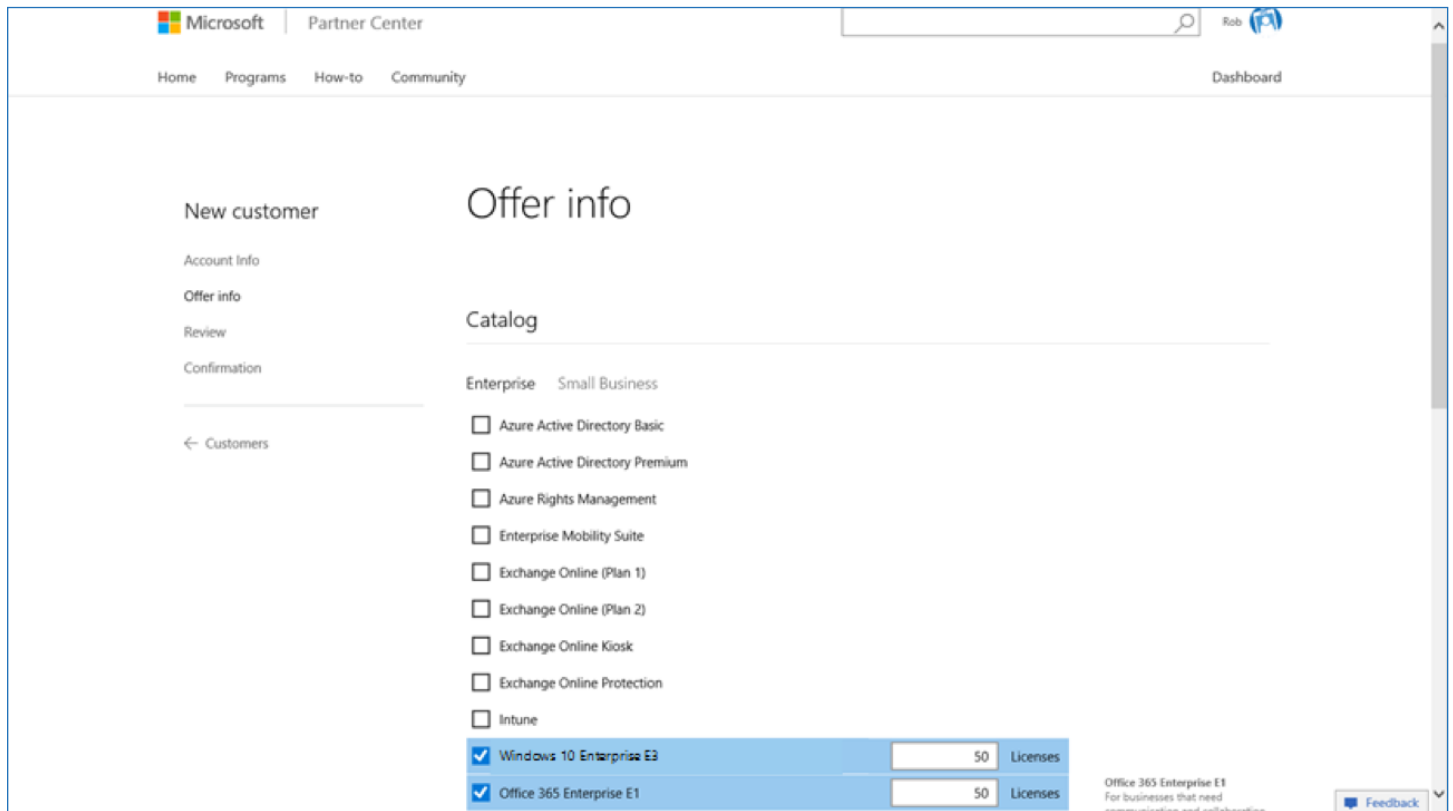 Microsoft Partner Center
Rob
Home Programs How-to Community
Dashboard
New customer
Account Info
Offer info
Review
Confirmation
Customers
Offer info
Catalog
Enterprise Small Business
Azure Active Directory Basic
Azure Active Directory Premium
Azure Rights Management
Enterprise Mobility Suite
Exchange Online (Plan 1)
Exchange Online (Plan 2)
Exchange Online Kiosk
Exchange Online Protection
Intune
Windows 10 Enterprise E3 50 Licenses
Office 365 Enterprise E1 50 Licenses
Office 365 Enterprise E1
For businesses that need
communication and collaboration
Feedback